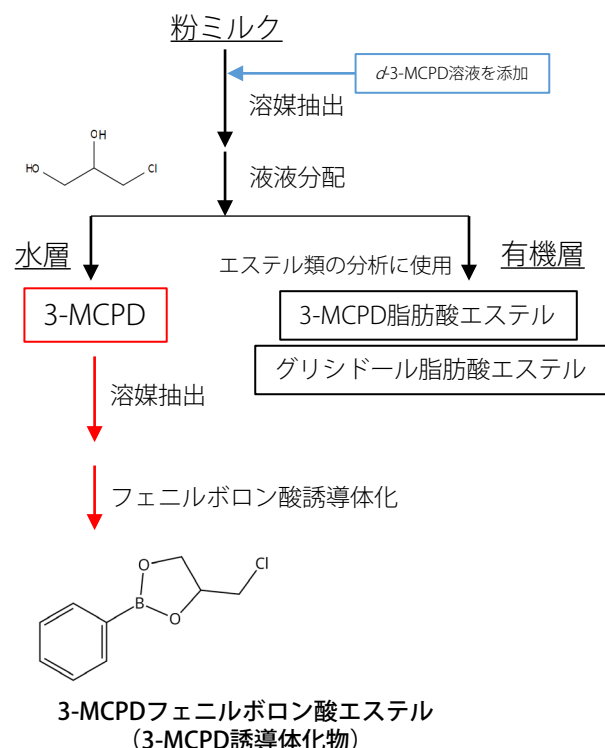 粉ミルク
d-3-MCPD溶液を添加
溶媒抽出
OH
HO
Cl
液液分配
水層
エステル類の分析に使用
有機層
3-MCPD
3-MCPD脂肪酸エステル
グリシドール脂肪酸エステル
溶媒抽出
フェニルボロン酸誘導体化
Cl
O
B
O
3-MCPDフェニルボロン酸エステル
（3-MCPD誘導体化物）